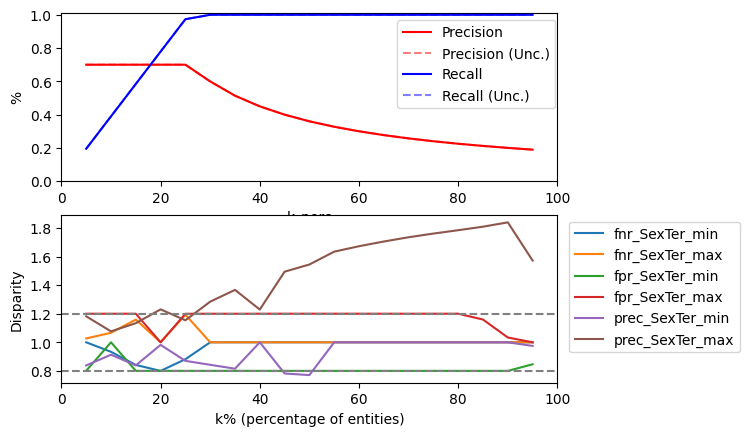 1.0
0.8
0.6
0.4
0.2
0.0
%
0 20 40 60 80 100
Precision
Precision (Unc.)
Recall
Recall (Unc.)
1.8
1.6
1.4
1.2
1.0
0.8
Disparity
0 20 40 60 80 100
k% (percentage of entities)
fnr_SexTer_min
fnr_SexTer_max
fpr_SexTer_min
fpr_SexTer_max
prec_SexTer_min
prec_SexTer_max